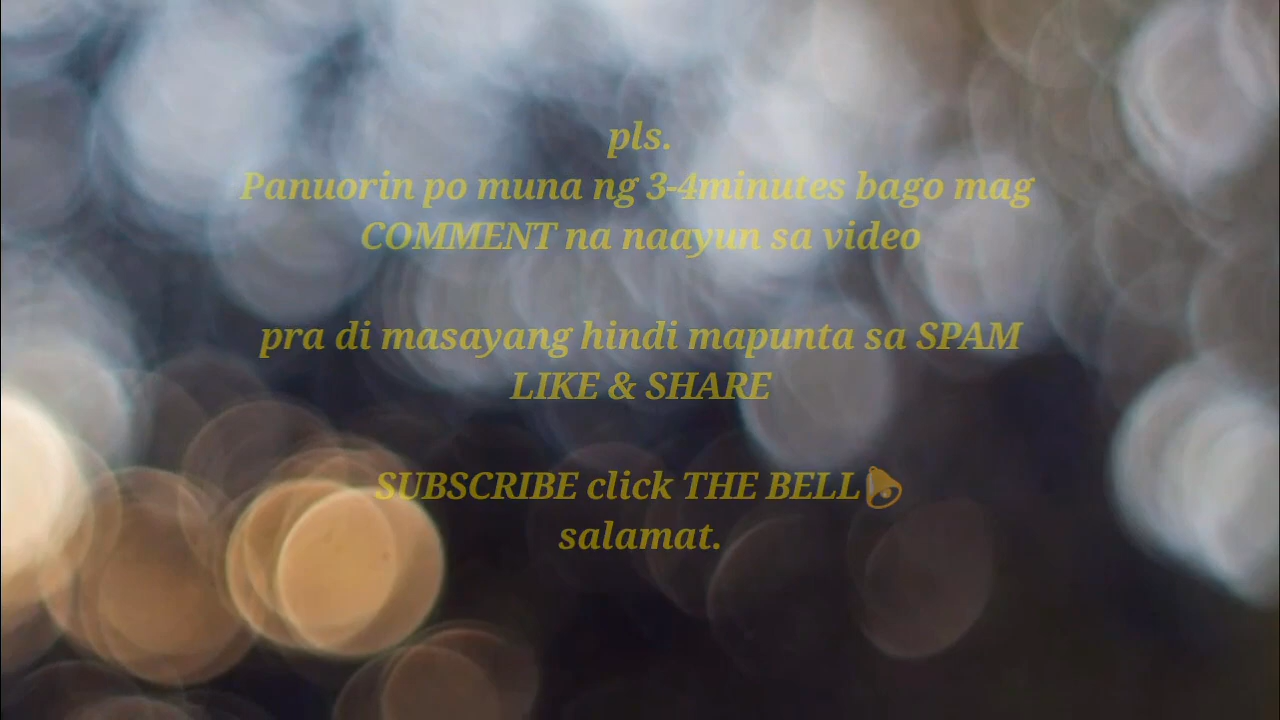 pls.
Panuorin po muna ng 3-4minutes bago mag
COMMENT na naayun sa video
pra di masayang hindi mapunta sa SPAM
LIKE & SHARE
SUBSCRIBE click THE BELL🔔
salamat.